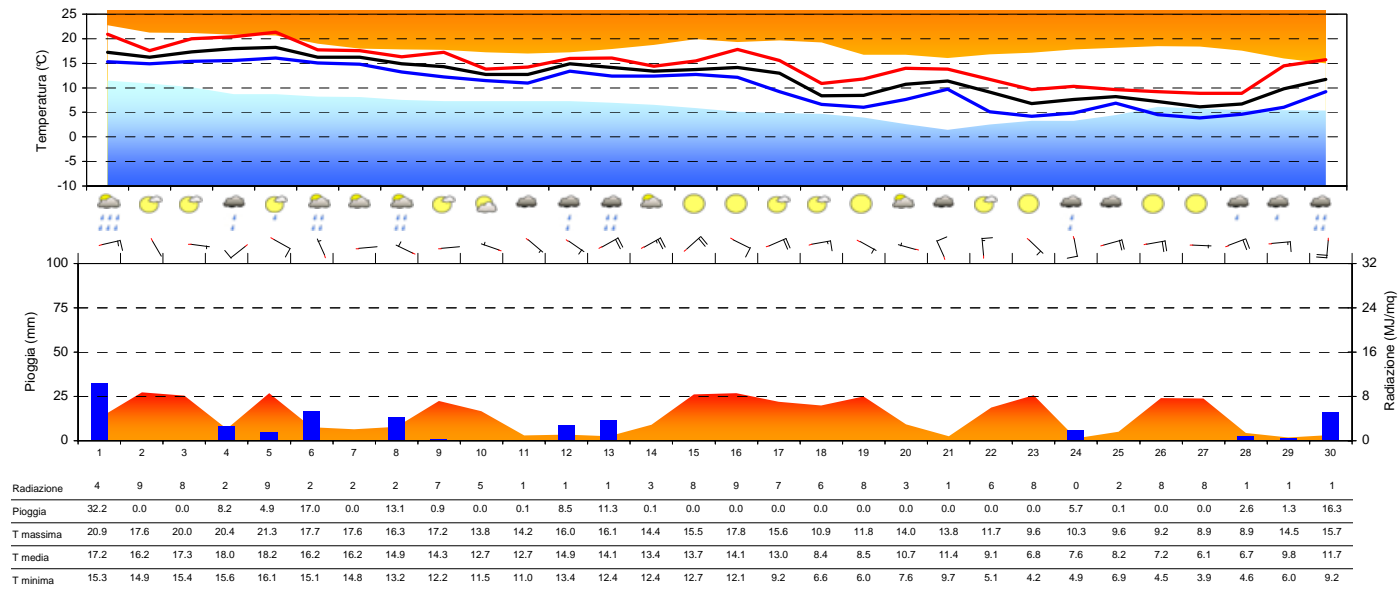 25
20
15
10
5
0
-5
-10
Temperatura (°C)
100
75
50
25
0
Pioggia (mm)
32
24
16
8
0
Radiazione (MJ/mq)
1 2 3 4 5 6 7 8 9 10 11 12 13 14 15 16 17 18 19 20 21 22 23 24 25 26 27 28 29 30
Radiazione 4 9 8 2 9 2 2 2 7 5 1 1 1 3 8 9 7 6 8 3 1 6 8 0 2 8 8 1 1 1
Pioggia 32.2 0.0 0.0 8.2 4.9 17.0 0.0 13.1 0.9 0.0 0.1 8.5 11.3 0.1 0.0 0.0 0.0 0.0 0.0 0.0 0.0 0.0 0.0 5.7 0.1 0.0 0.0 2.6 1.3 16.3
T massima 20.9 17.6 20.0 20.4 21.3 17.7 17.6 16.3 17.2 13.8 14.2 16.0 16.1 14.4 15.5 17.8 15.6 10.9 11.8 14.0 13.8 11.7 9.6 10.3 9.6 9.2 8.9 8.9 14.5 15.7
T media 17.2 16.2 17.3 18.0 18.2 16.2 16.2 14.9 14.3 12.7 12.7 14.9 14.1 13.4 13.7 14.1 13.0 8.4 8.5 10.7 11.4 9.1 6.8 7.6 8.2 7.2 6.1 6.7 9.8 11.7
T minima 15.3 14.9 15.4 15.6 16.1 15.1 14.8 13.2 12.2 11.5 11.0 13.4 12.4 12.4 12.7 12.1 9.2 6.6 6.0 7.6 9.7 5.1 4.2 4.9 6.9 4.5 3.9 4.6 6.0 9.2